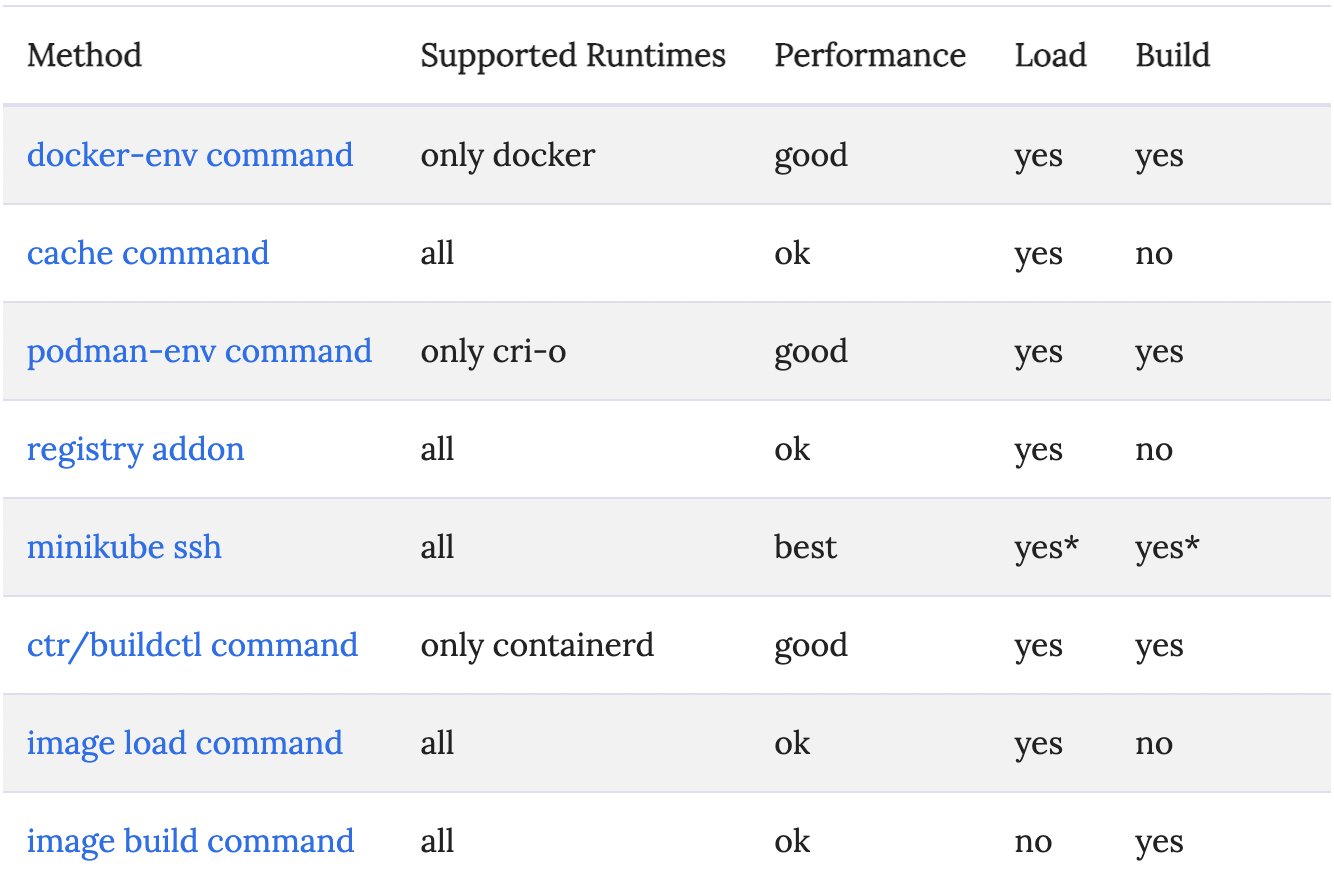 Method Supported Runtimes Performance Load Build
docker-env command only docker good yes yes
cache command all ok yes no
podman-env command only cri-o good yes yes
registry addon all ok yes no
minikube ssh all best yes* yes*
ctr/buildctl command only containerd good yes yes
image load command all ok yes no
image build command all ok no yes